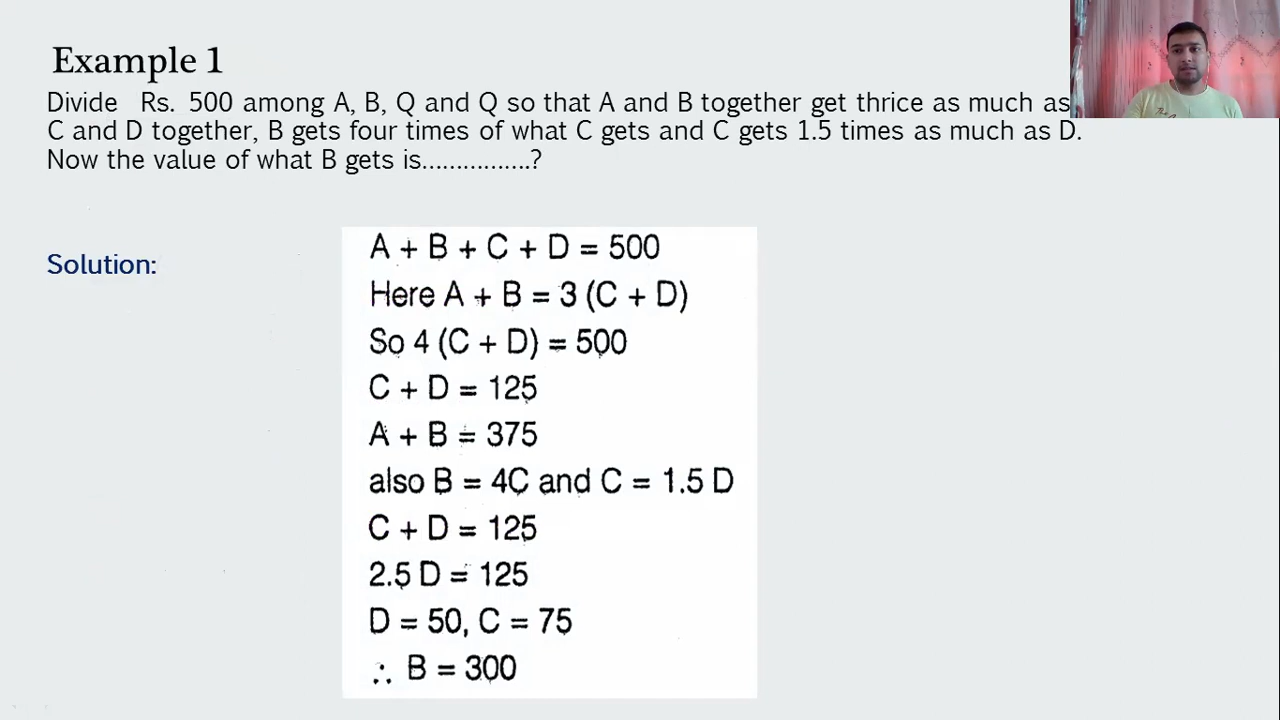 Example 1
Divide Rs. 500 among A, B, Q and Q so that A and B together get thrice as much as
C and D together, B gets four times of what C gets and C gets 1.5 times as much as D.
Now the value of what B gets is................?
Solution:
A + B + C + D = 500
Here A + B = 3 (C + D)
So 4 (C + D) = 500
C + D = 125
A + B = 375
also B = 4C and C = 1.5 D
C + D = 125
2.5 D = 125
D = 50, C = 75
∴ B = 300